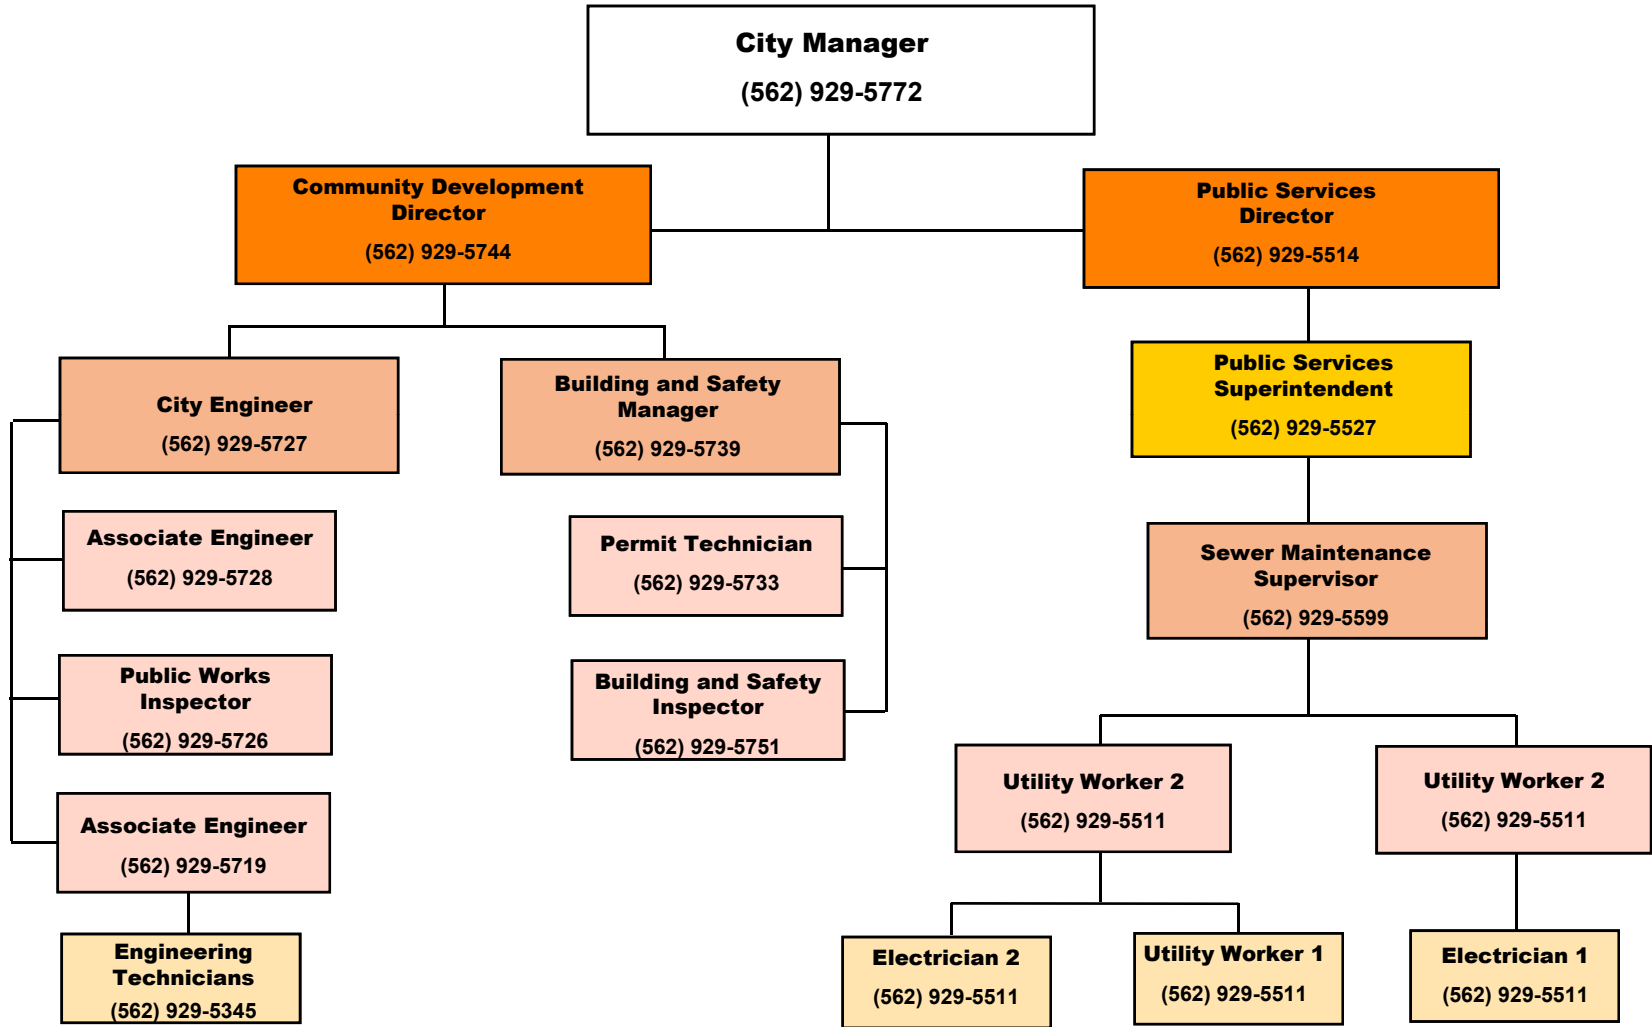 City Manager
(562) 929-5772
Community Development
Director
(562) 929-5744
Public Services
Director
(562) 929-5514
City Engineer
(562) 929-5727
Building and Safety
Manager
(562) 929-5739
Public Services
Superintendent
(562) 929-5527
Associate Engineer
(562) 929-5728
Permit Technician
(562) 929-5733
Sewer Maintenance
Supervisor
(562) 929-5599
Public Works
Inspector
(562) 929-5726
Building and Safety
Inspector
(562) 929-5751
Utility Worker 2
(562) 929-5511
Utility Worker 2
(562) 929-5511
Associate Engineer
(562) 929-5719
Engineering
Technicians
(562) 929-5345
Electrician 2
(562) 929-5511
Utility Worker 1
(562) 929-5511
Electrician 1
(562) 929-5511